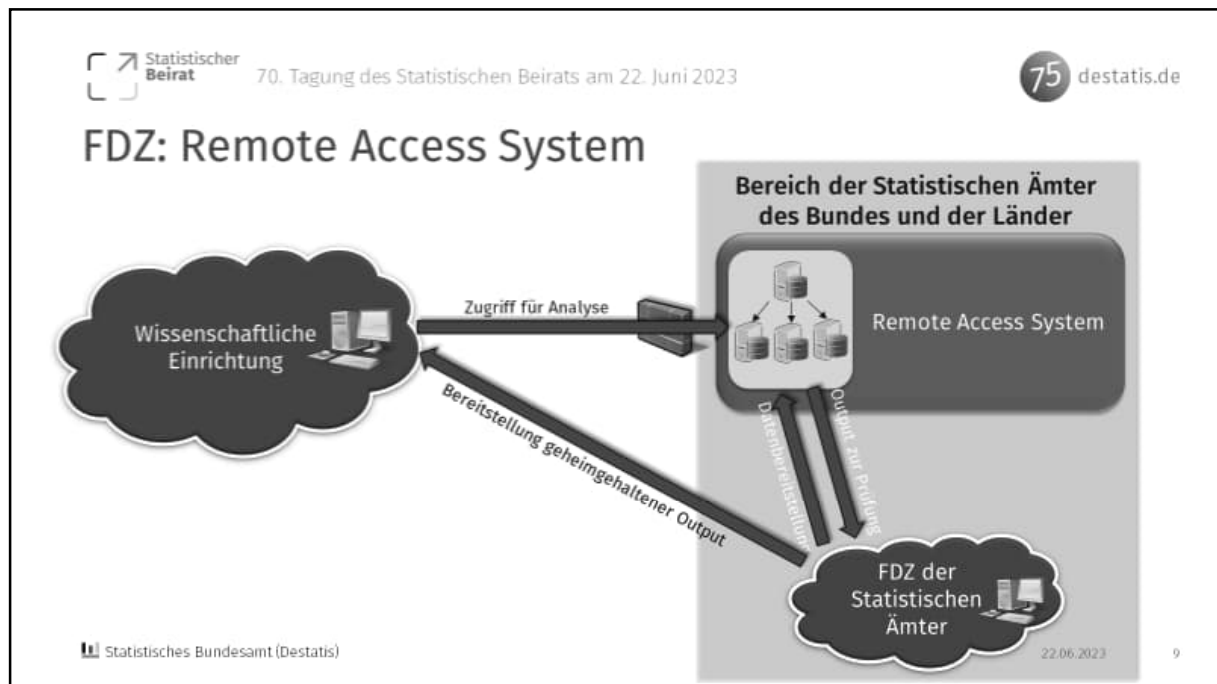 Statistischer
Beirat
70. Tagung des Statistischen Beirats am 22. Juni 2023
75
destatis.de
FDZ: Remote Access System
Bereich der Statistischen Ämter
des Bundes und der Länder
Wissenschaftliche
Einrichtung
Zugriff für Analyse
Remote Access System
Bereitstellung geheimgehaltener Output
Datenbereitstellung
Output zur Prüfung
FDZ der
Statistischen
Ämter
Statistisches Bundesamt (Destatis)
22.06.2023
9